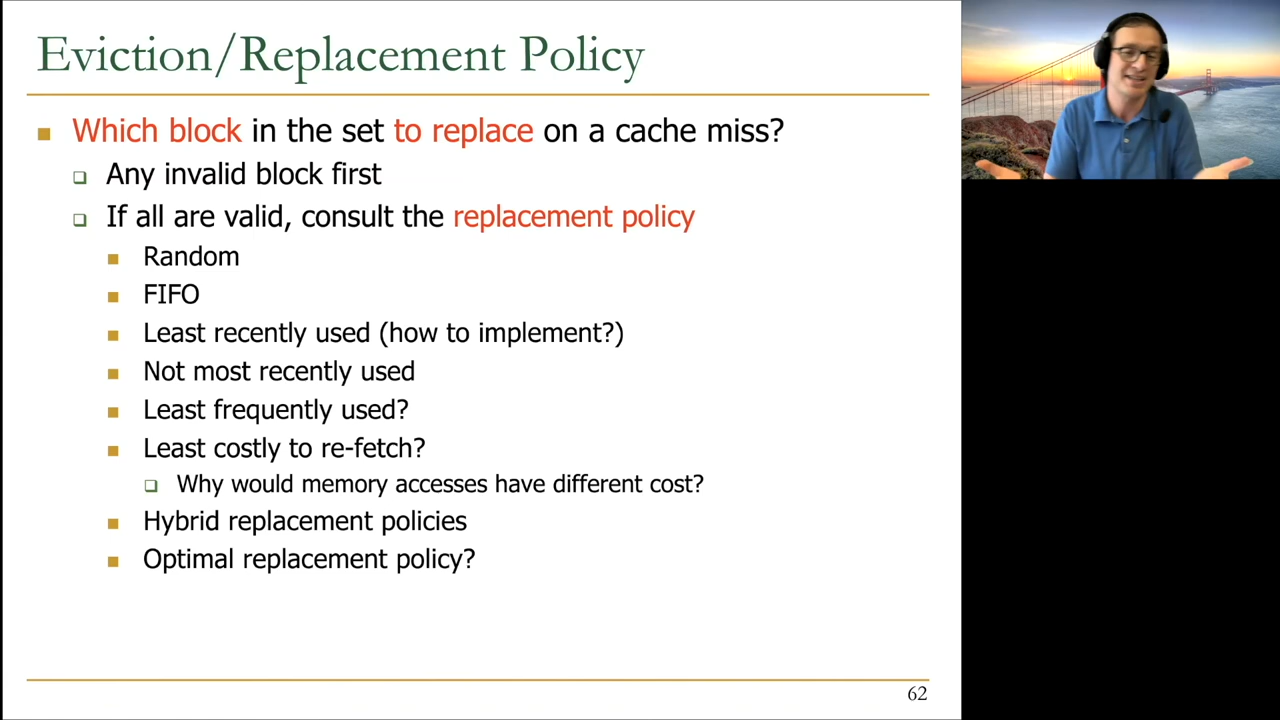 Eviction/Replacement Policy
Which block in the set to replace on a cache miss?
Any invalid block first
If all are valid, consult the replacement policy
Random
FIFO
Least recently used (how to implement?)
Not most recently used
Least frequently used?
Least costly to re-fetch?
Why would memory accesses have different cost?
Hybrid replacement policies
Optimal replacement policy?
62